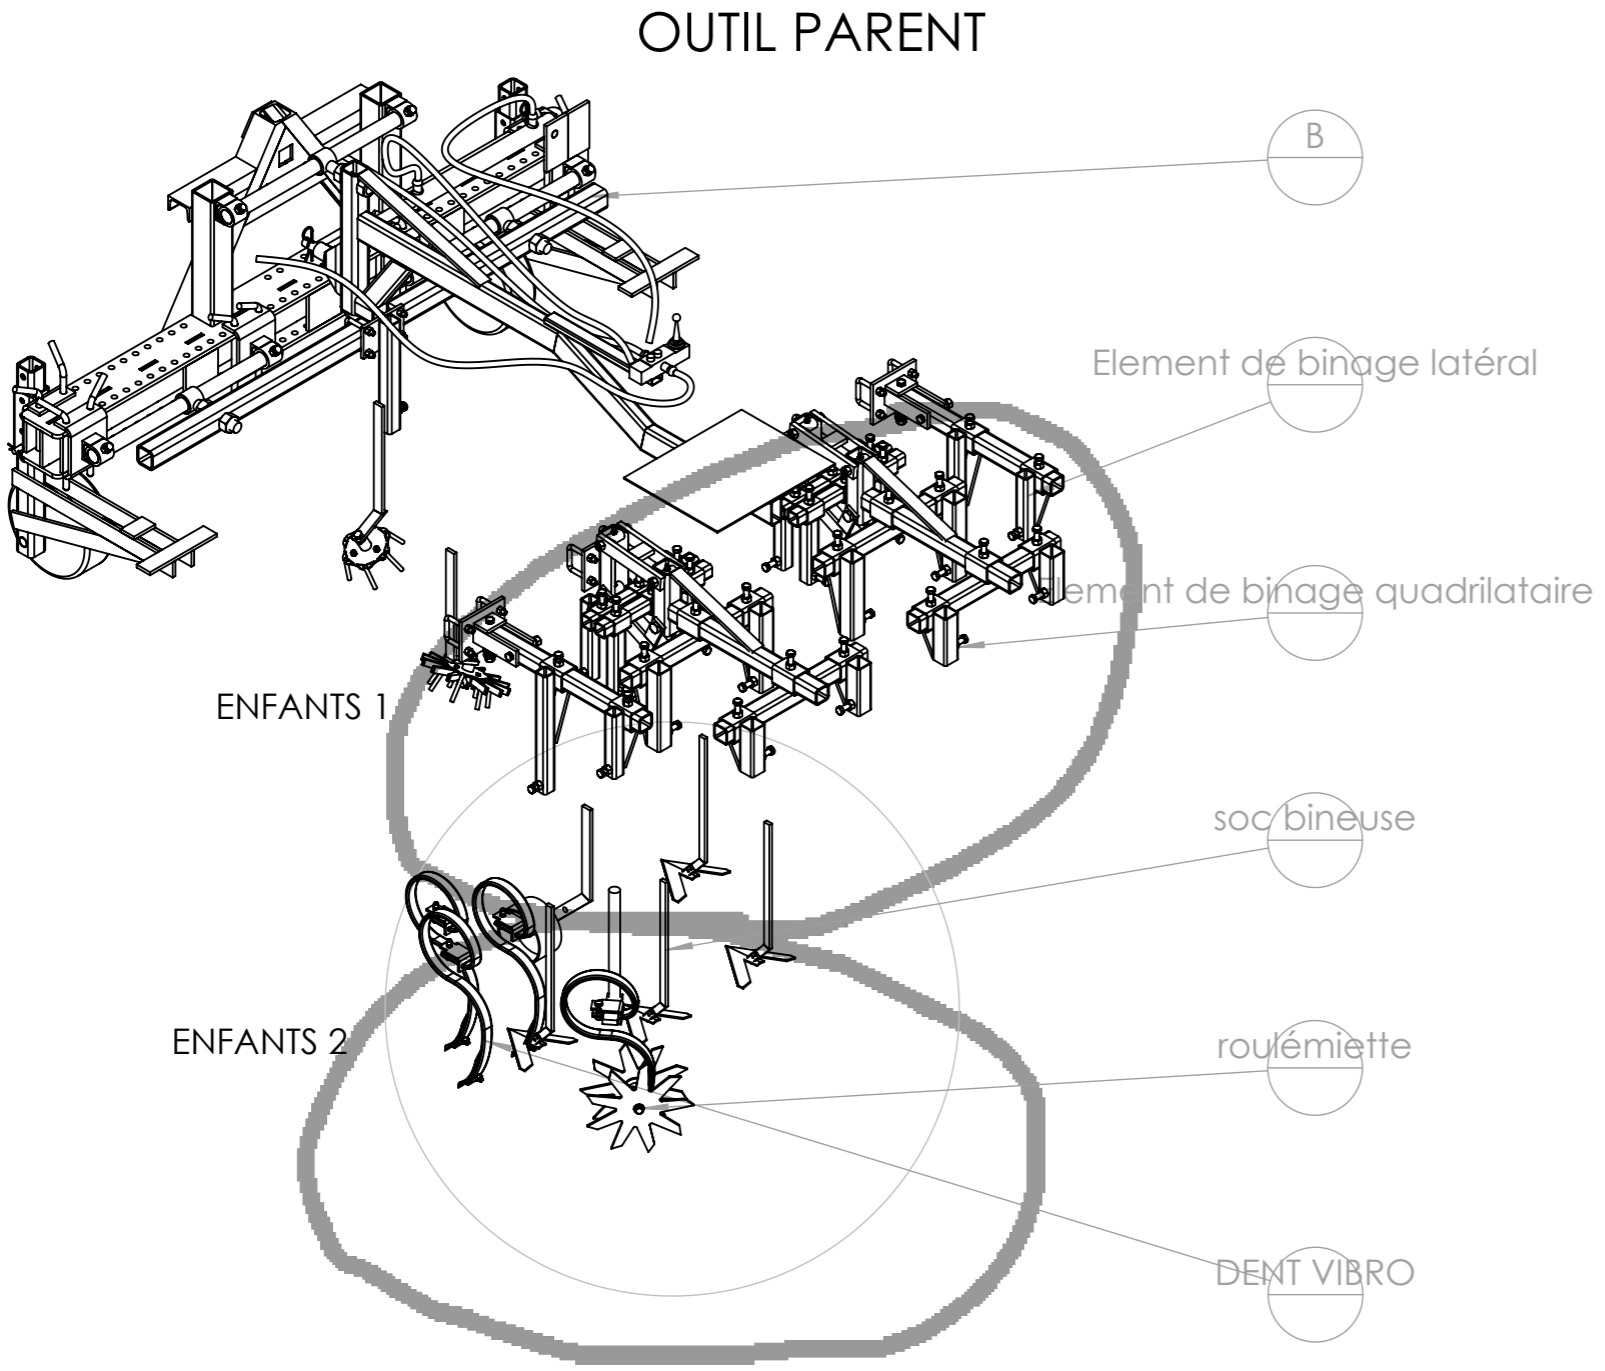 OUTIL PARENT
B
Element de binage latéral
Element de binage quadrilataire
ENFANTS 1
soc bineuse
ENFANTS 2
roulémiette
DENT VIBRO